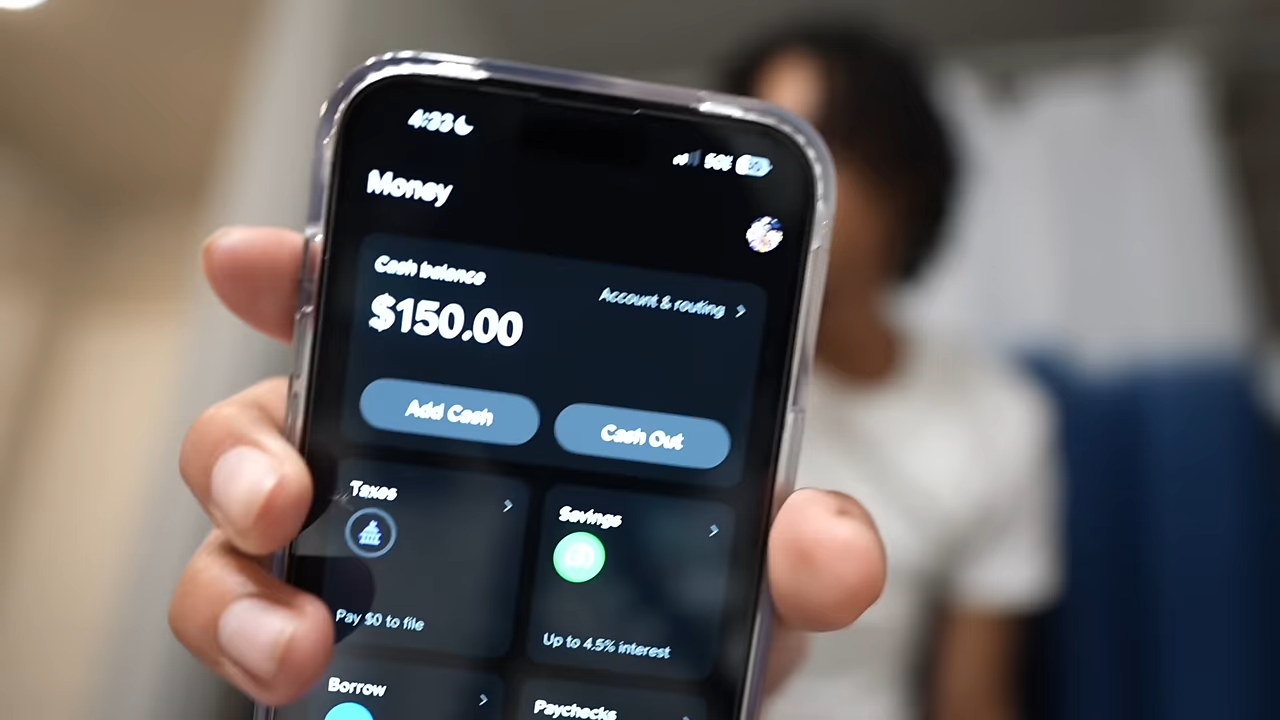 4:33
Money
Cash balance
Account & routing
$150.00
Add Cash
Cash Out
Taxes
Savings
Pay $0 to file
Up to 4.5% interest
Borrow
Paychecks